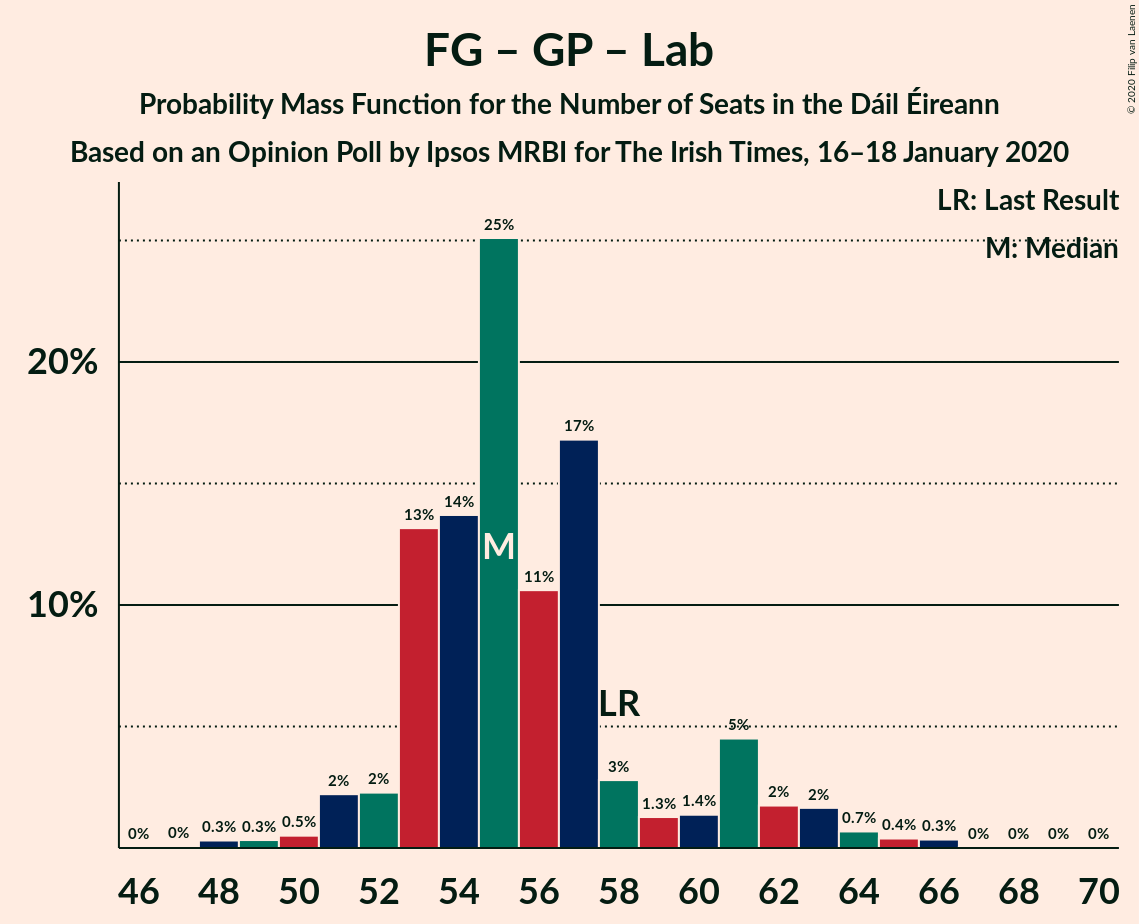 FG – GP – Lab
Probability Mass Function for the Number of Seats in the Dáil Éireann
Based on an Opinion Poll by Ipsos MRBI for The Irish Times, 16–18 January 2020
© 2020 Filip van Laenen
LR: Last Result
M: Median
20%
10%
0% 0% 0.3% 0.3% 0.5% 2% 2% 13% 14% 25% 11% 17% 3% 1.3% 1.4% 5% 2% 2% 0.7% 0.4% 0.3% 0% 0% 0% 0%
M
LR
46 48 50 52 54 56 58 60 62 64 66 68 70